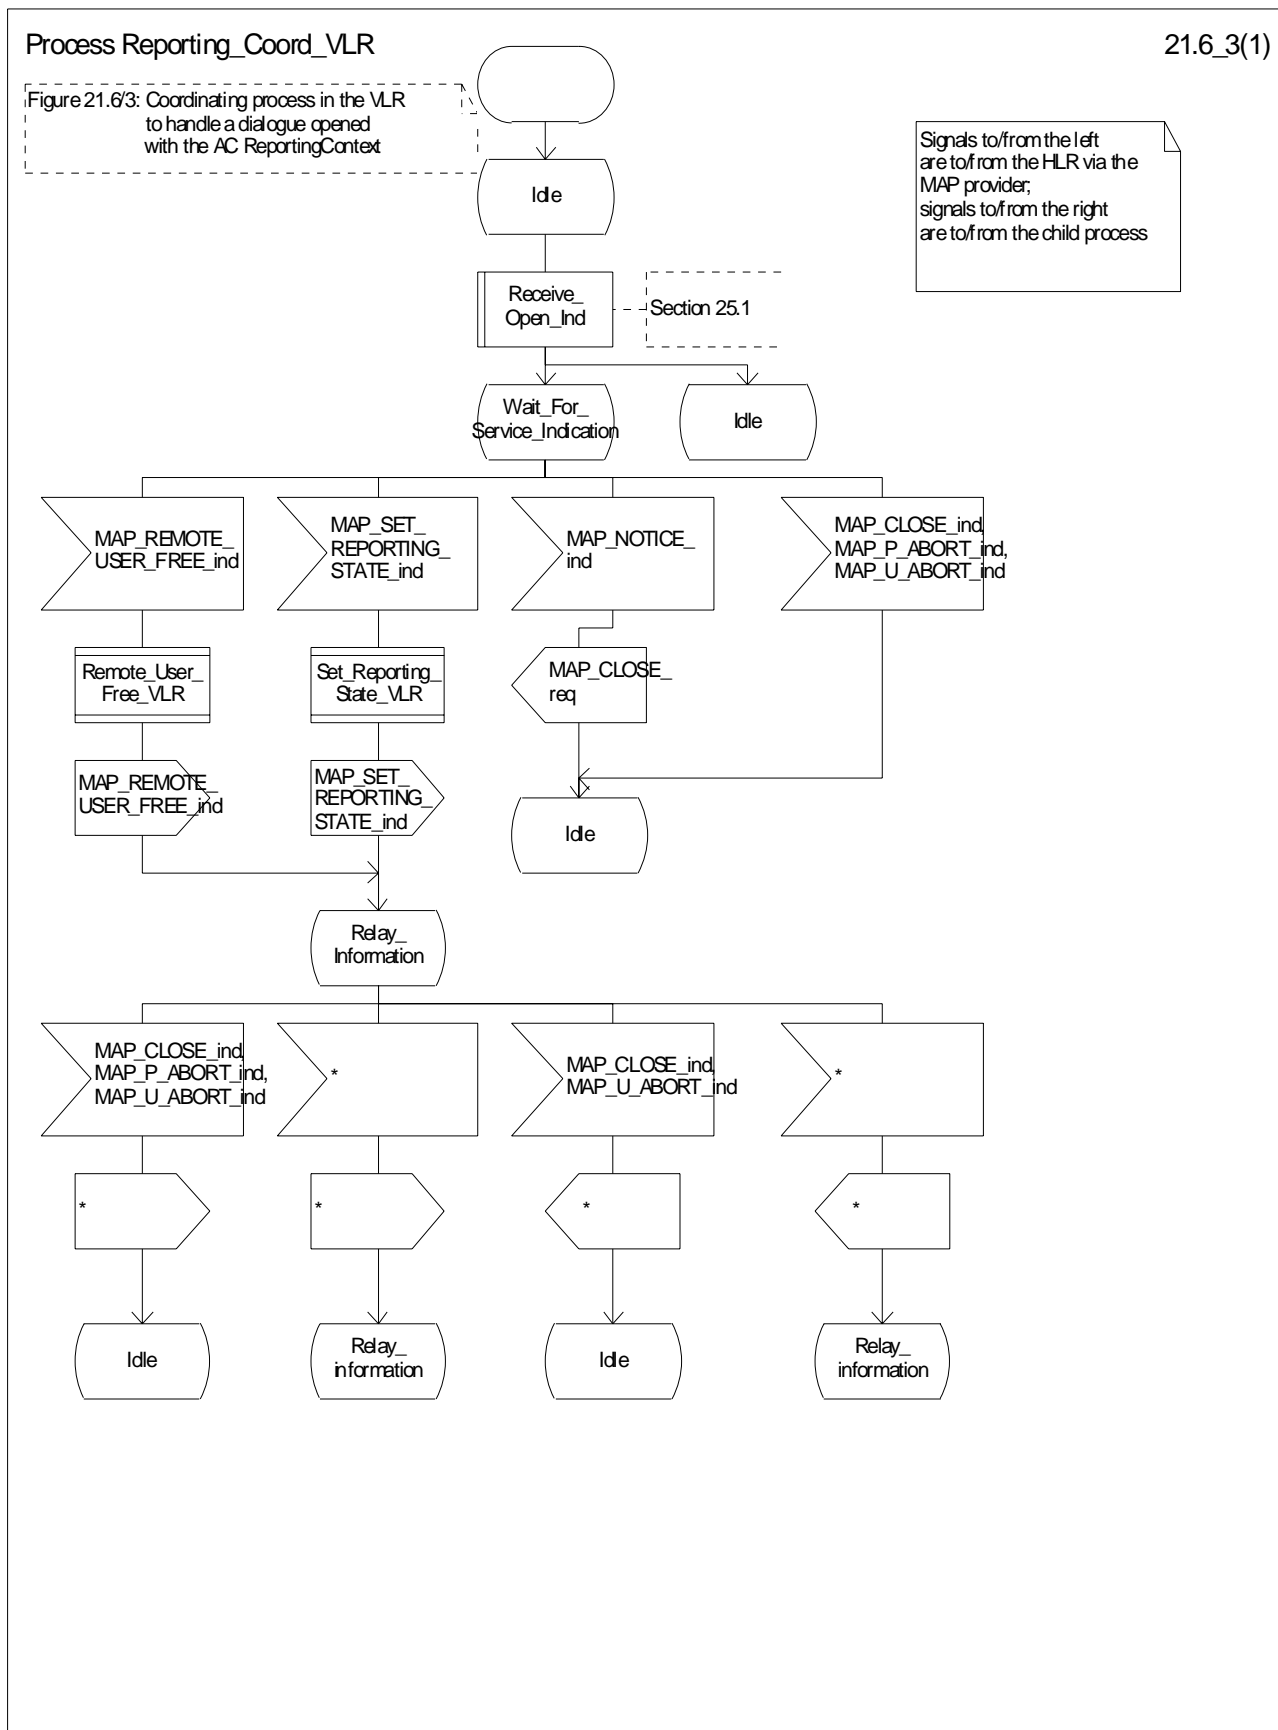 Process Reporting_Coord_VLR
21.6_3(1)
Figure 21.6/3: Coordinating process in the VLR
to handle a dialogue opened
with the AC ReportingContext
Signals to/from the left
are to/from the HLR via the
MAP provider;
signals to/from the right
are to/from the child process
Idle
Receive_
Open_Ind
Section 25.1
Wait_For_
Service_Indication
Idle
MAP_REMOTE_
USER_FREE_ind
MAP_SET_
REPORTING_
STATE_ind
MAP_NOTICE_
ind
MAP_CLOSE_ind,
MAP_P_ABORT_ind,
MAP_U_ABORT_ind
Remote_User_
Free_VLR
Set_Reporting_
State_VLR
MAP_CLOSE_
req
MAP_REMOTE_
USER_FREE_ind
MAP_SET_
REPORTING_
STATE_ind
Idle
Relay_
Information
MAP_CLOSE_ind,
MAP_P_ABORT_ind,
MAP_U_ABORT_ind
*
MAP_CLOSE_ind,
MAP_U_ABORT_ind
*
*
*
*
*
Idle
Relay_
information
Idle
Relay_
information